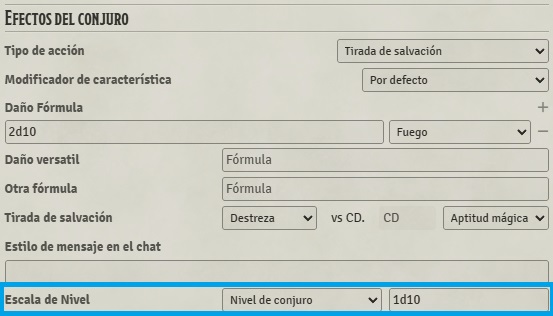 EFECTOS DEL CONJURO
Tipo de acción Tirada de salvación
Modificador de característica Por defecto
Daño Fórmula +
2d10 Fuego −
Daño versatil Fórmula
Otra fórmula Fórmula
Tirada de salvación Destreza vs CD. CD Aptitud mágica
Estilo de mensaje en el chat
Escala de Nivel Nivel de conjuro 1d10